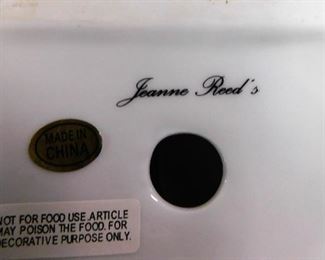 Jeanne Reed's
MADE IN
CHINA
NOT FOR FOOD USE.ARTICLE
MAY POISON THE FOOD. FOR
DECORATIVE PURPOSE ONLY.